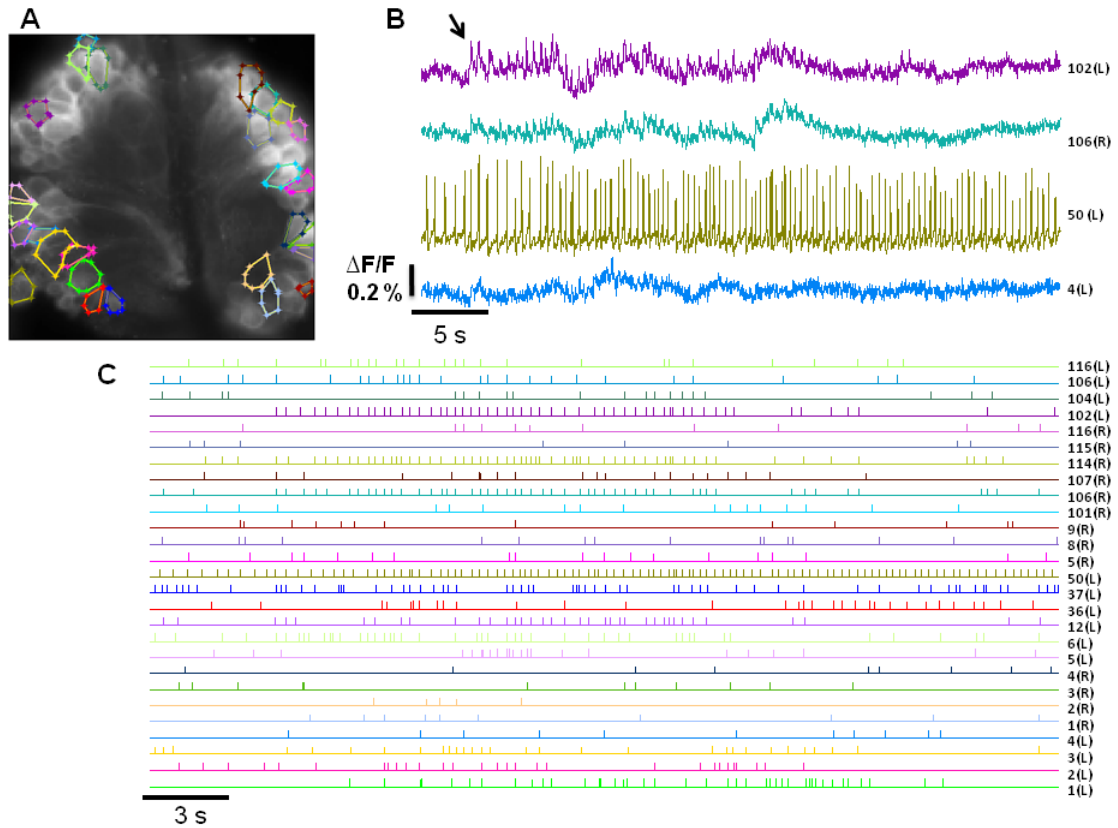 A
B
102(L)
106(R)
50 (L)
ΔF/F
0.2 %
4(L)
5 s
C
116(L)
106(L)
104(L)
102(L)
116(R)
115(R)
114(R)
107(R)
106(R)
101(R)
9(R)
8(R)
5(R)
50(L)
37(L)
36(L)
12(L)
6(L)
5(L)
4(R)
3(R)
2(R)
1(R)
4(L)
3(L)
2(L)
1(L)
3 s